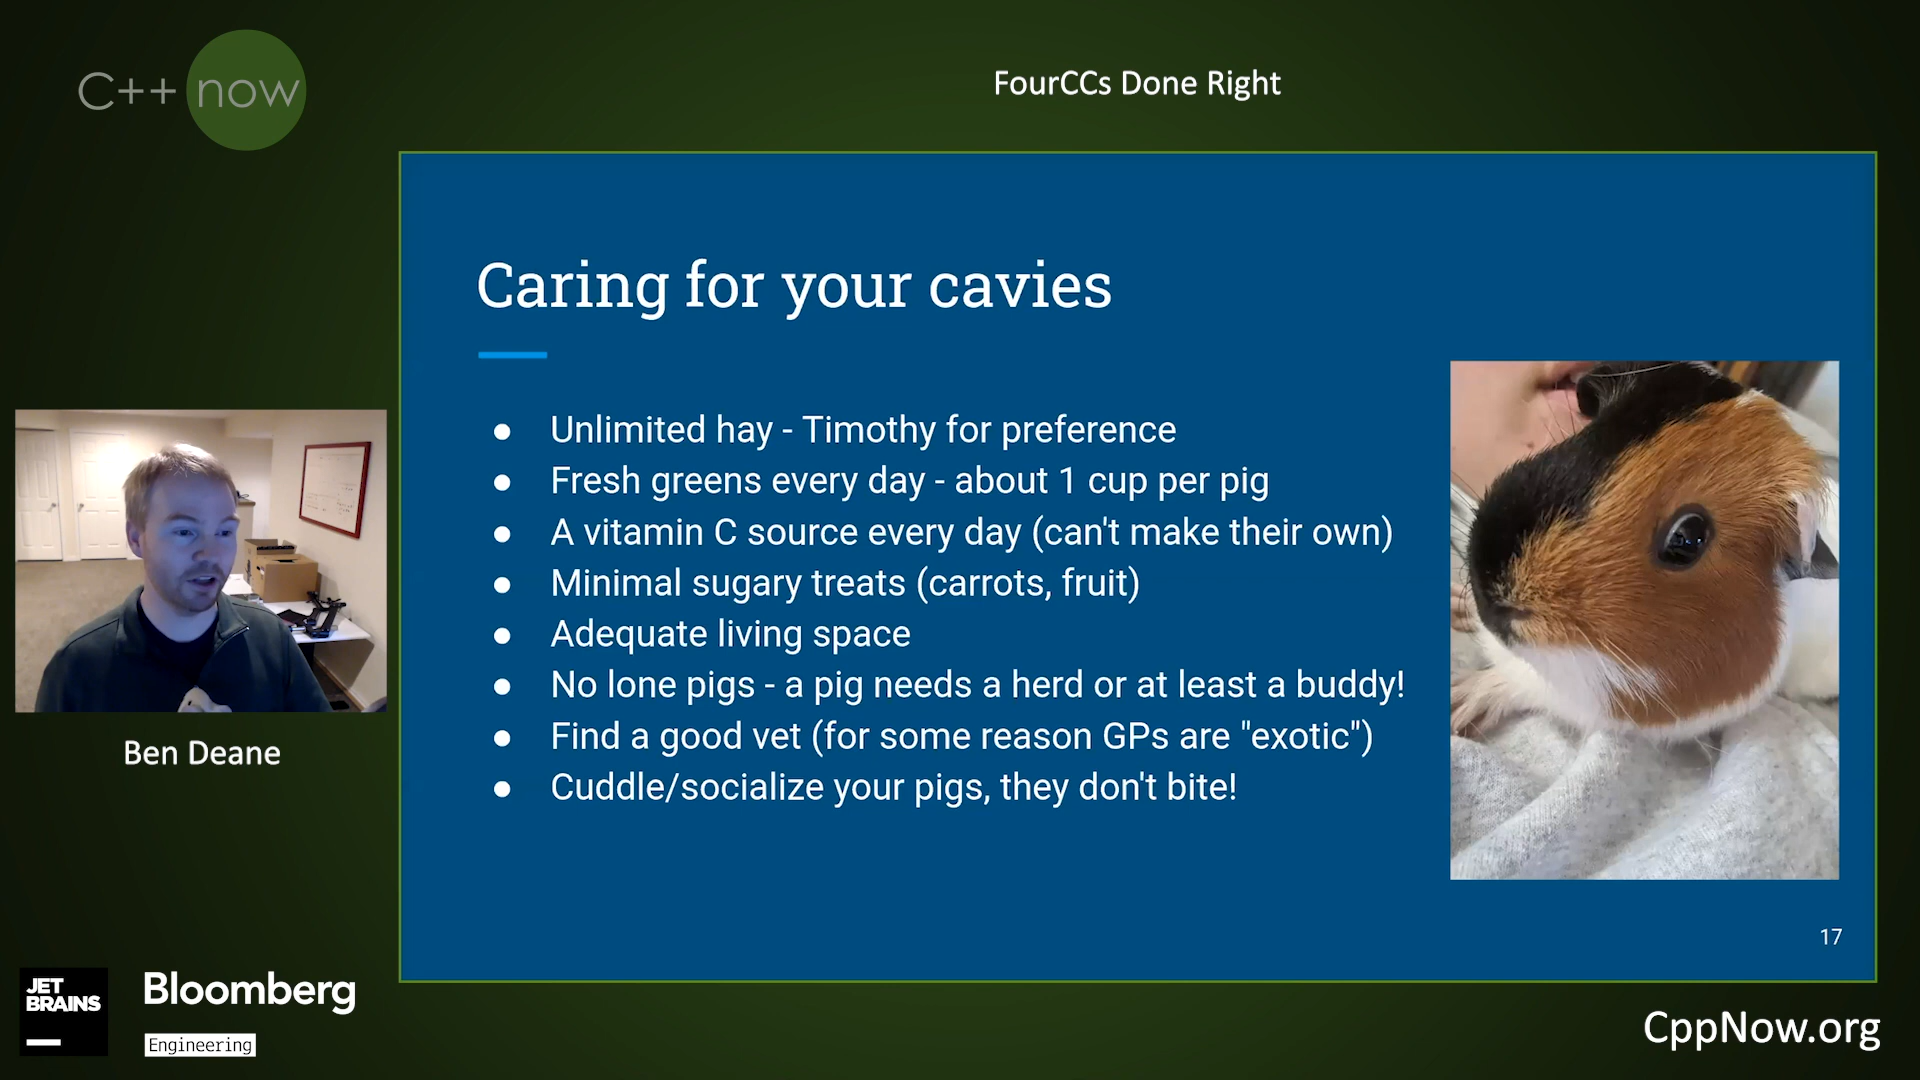 C++ now
FourCCs Done Right
Caring for your cavies
● Unlimited hay - Timothy for preference
● Fresh greens every day - about 1 cup per pig
● A vitamin C source every day (can't make their own)
● Minimal sugary treats (carrots, fruit)
● Adequate living space
● No lone pigs - a pig needs a herd or at least a buddy!
● Find a good vet (for some reason GPs are "exotic")
● Cuddle/socialize your pigs, they don't bite!
17
Ben Deane
JET
BRAINS
Bloomberg
Engineering
CppNow.org